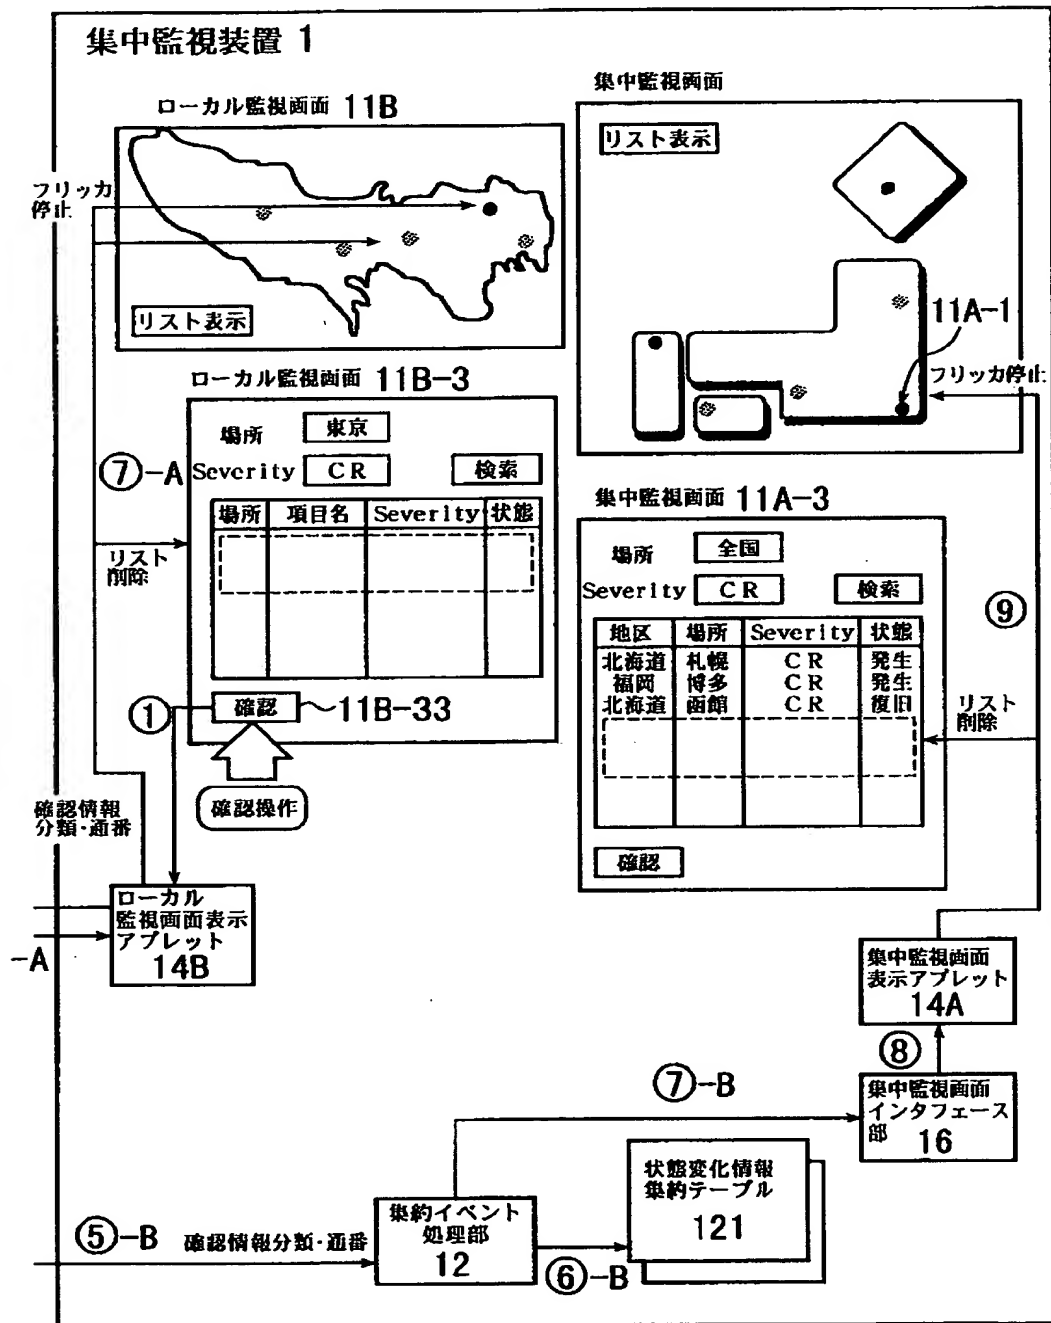 集中監視装置 1
ローカル監視画面 11B
フリッカ
停止
リスト表示
集中監視画面
リスト表示
11A-1
フリッカ停止
ローカル監視画面 11B-3
場所 東京
⑦-A
Severity CR 検索
場所 項目名 Severity 状態
リスト
削除
① 確認 11B-33
確認操作
集中監視画面 11A-3
場所 全国
Severity CR 検索
地区 場所 Severity 状態
北海道 札幌 CR 発生
福岡 博多 CR 発生
北海道 函館 CR 復旧
確認
⑨
リスト
削除
確認情報
分類・通番
-A
ローカル
監視画面表示
アプレット
14B
集中監視画面
表示アプレット
14A
⑧
集中監視画面
インタフェース
部 16
⑦-B
状態変化情報
集約テーブル
121
集約イベント
処理部
12
⑤-B 確認情報分類・通番
⑥-B